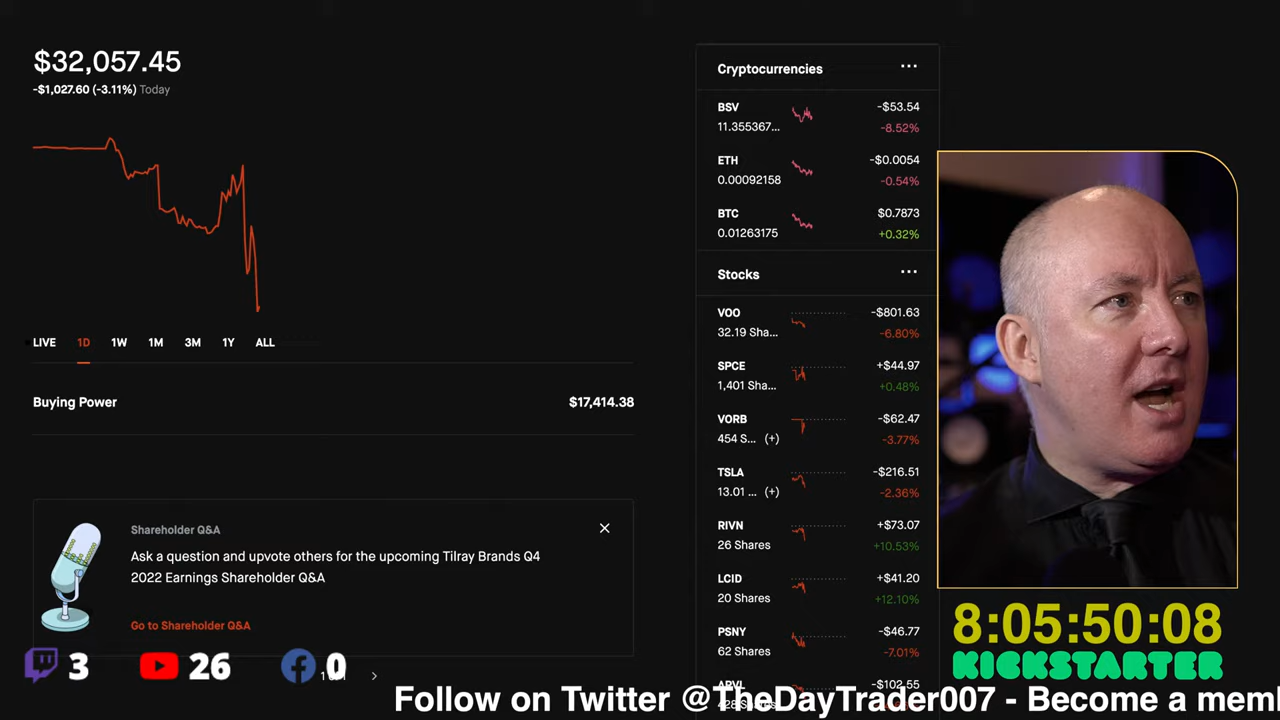 $32,057.45
-$1,027.60 (-3.11%) Today
LIVE 1D 1W 1M 3M 1Y ALL
Buying Power $17,414.38
Shareholder Q&A
Ask a question and upvote others for the upcoming Tilray Brands Q4
2022 Earnings Shareholder Q&A
Go to Shareholder Q&A
Cryptocurrencies
BSV -$53.54
11.355367... -8.52%
ETH -$0.0054
0.00092158 -0.54%
BTC $0.7873
0.01263175 +0.32%
Stocks
VOO -$801.63
32.19 Sha... -6.80%
SPCE +$44.97
1,401 Sha... +0.48%
VORB -$62.47
454 S... (+) -3.77%
TSLA -$216.51
13.01 ... (+) -2.36%
RIVN +$73.07
26 Shares +10.53%
LCID +$41.20
20 Shares +12.10%
PSNY -$46.77
62 Shares -7.01%
ARVL -$102.55
8:05:50:08
KICKSTARTER
3 26 0
Follow on Twitter @TheDayTrader007 - Become a mem